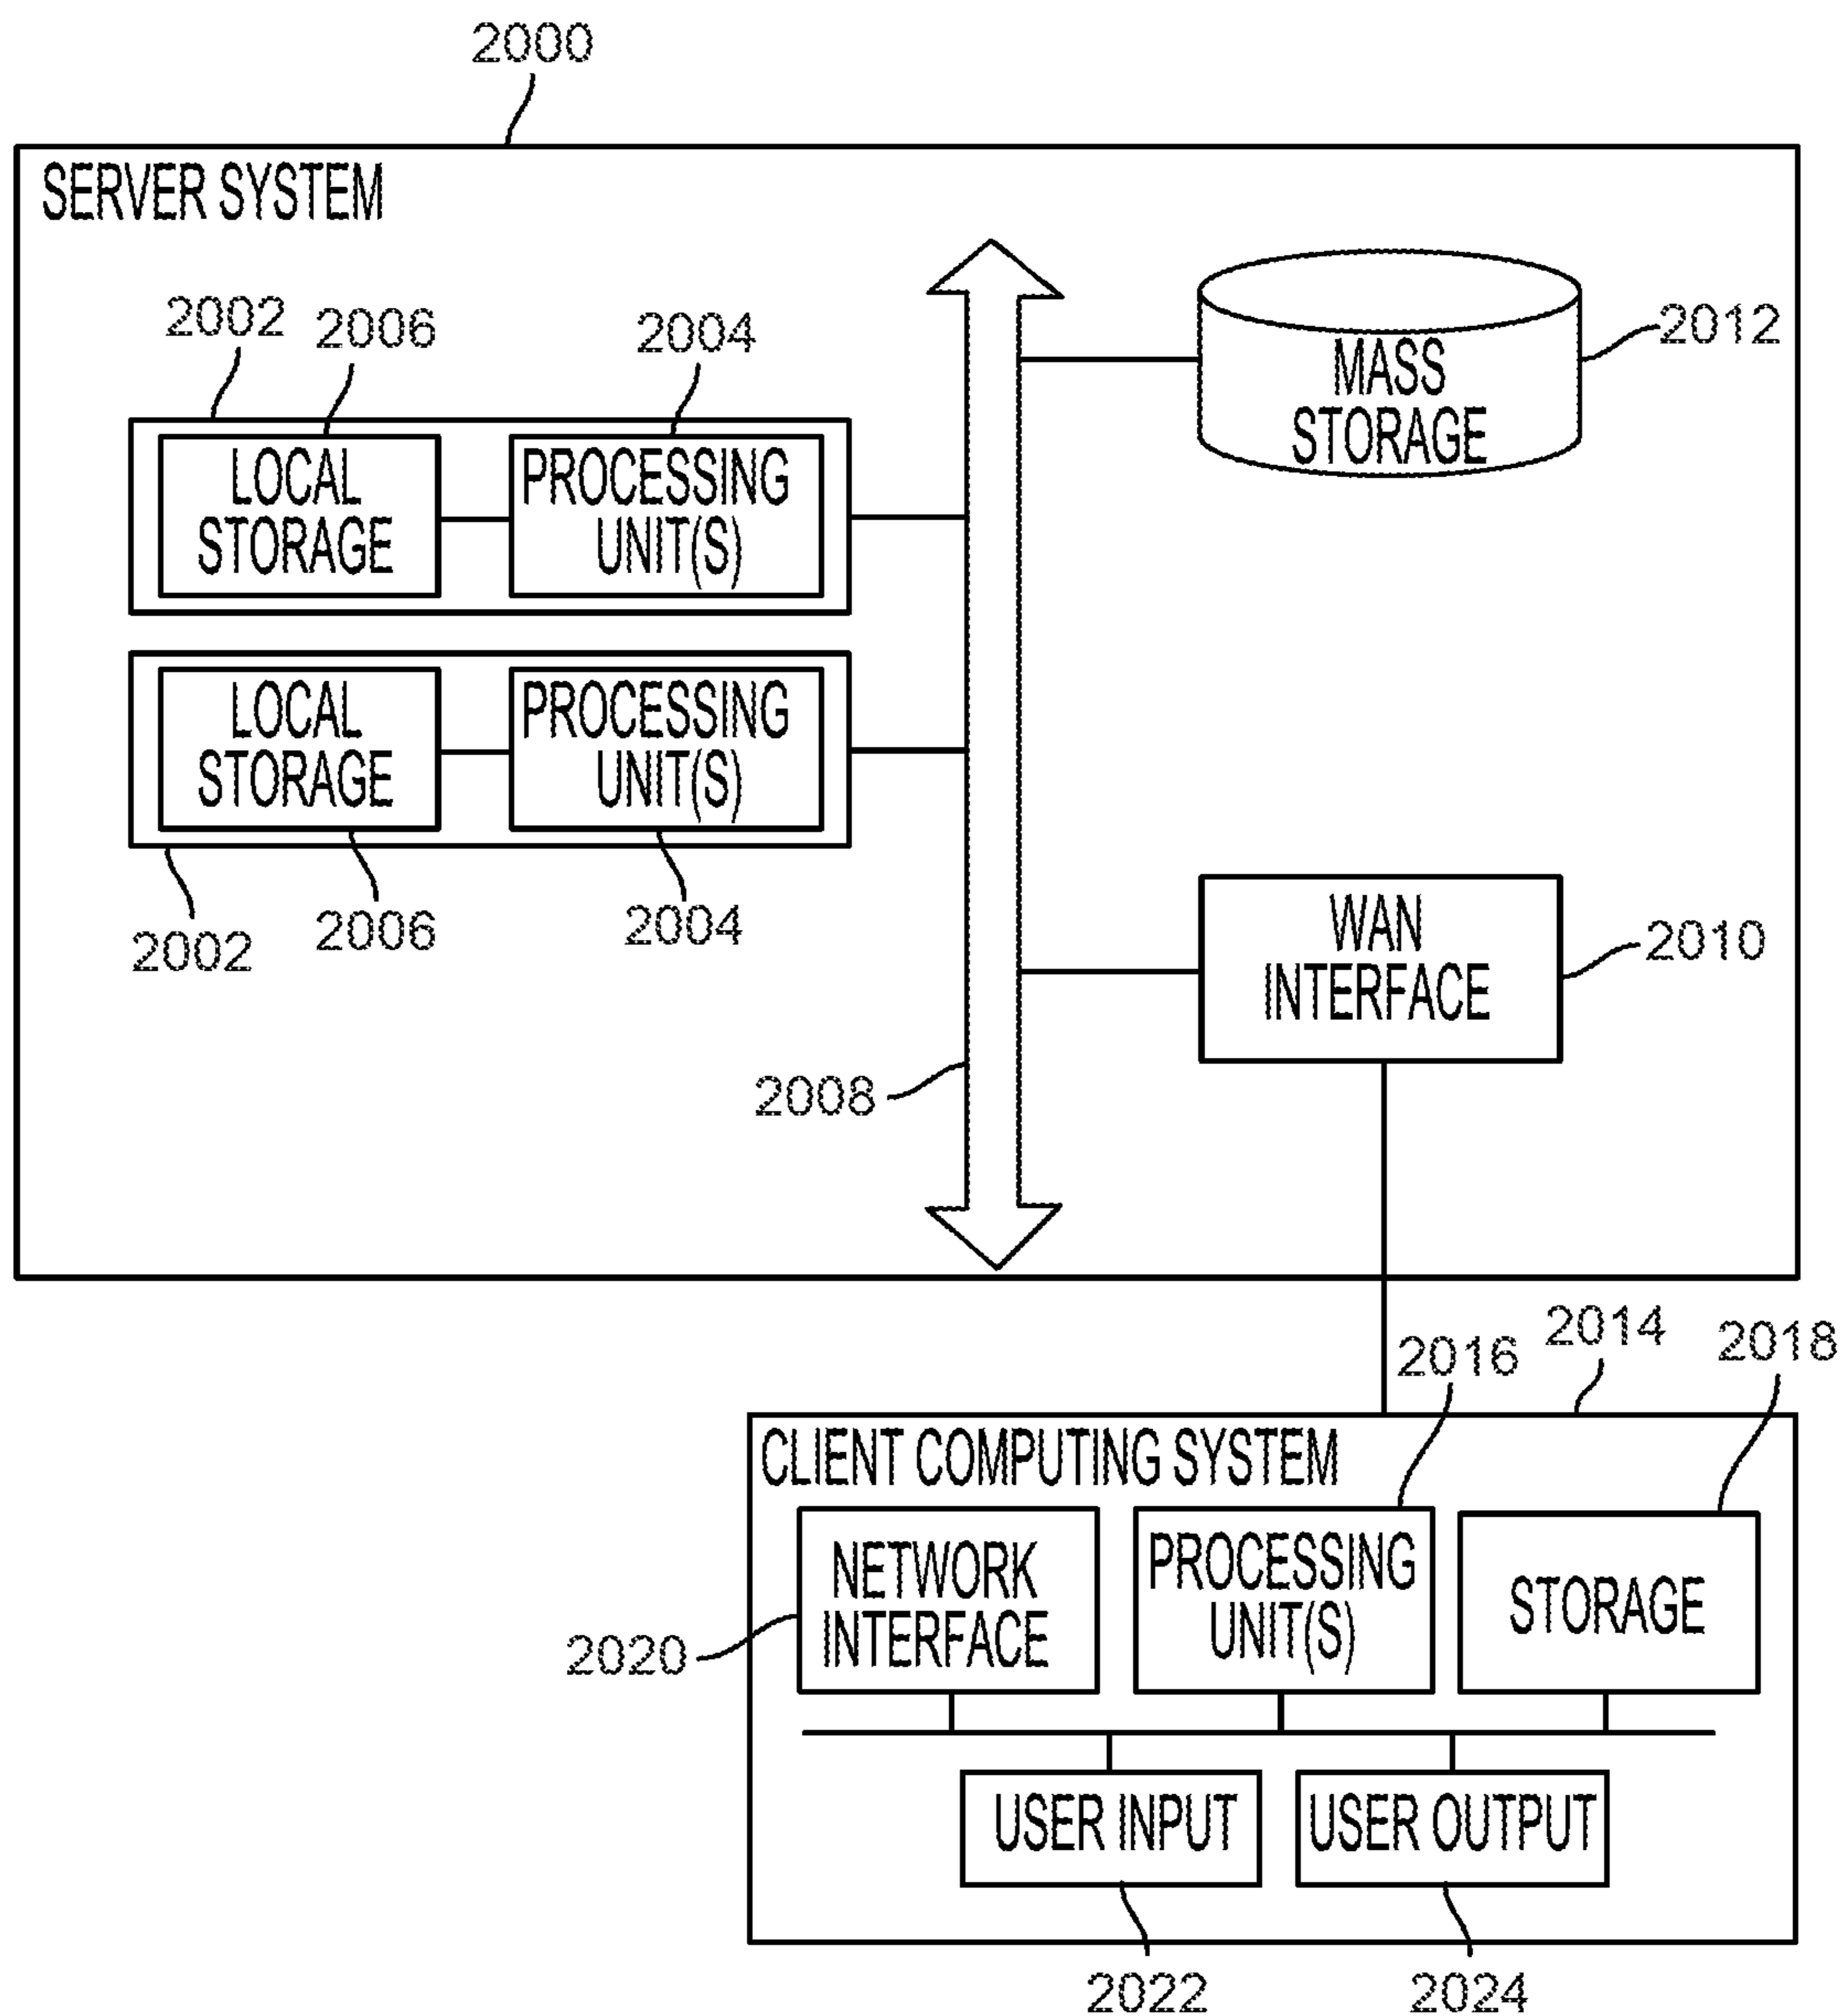 2000
SERVER SYSTEM
2002
2006
2004
2012
MASS
STORAGE
LOCAL
STORAGE
PROCESSING
UNIT(S)
LOCAL
STORAGE
PROCESSING
UNIT(S)
2002
2006
2004
WAN
INTERFACE
2010
2008
2016
2014
2018
CLIENT COMPUTING SYSTEM
NETWORK
INTERFACE
PROCESSING
UNIT(S)
STORAGE
2020
USER INPUT
USER OUTPUT
2022
2024